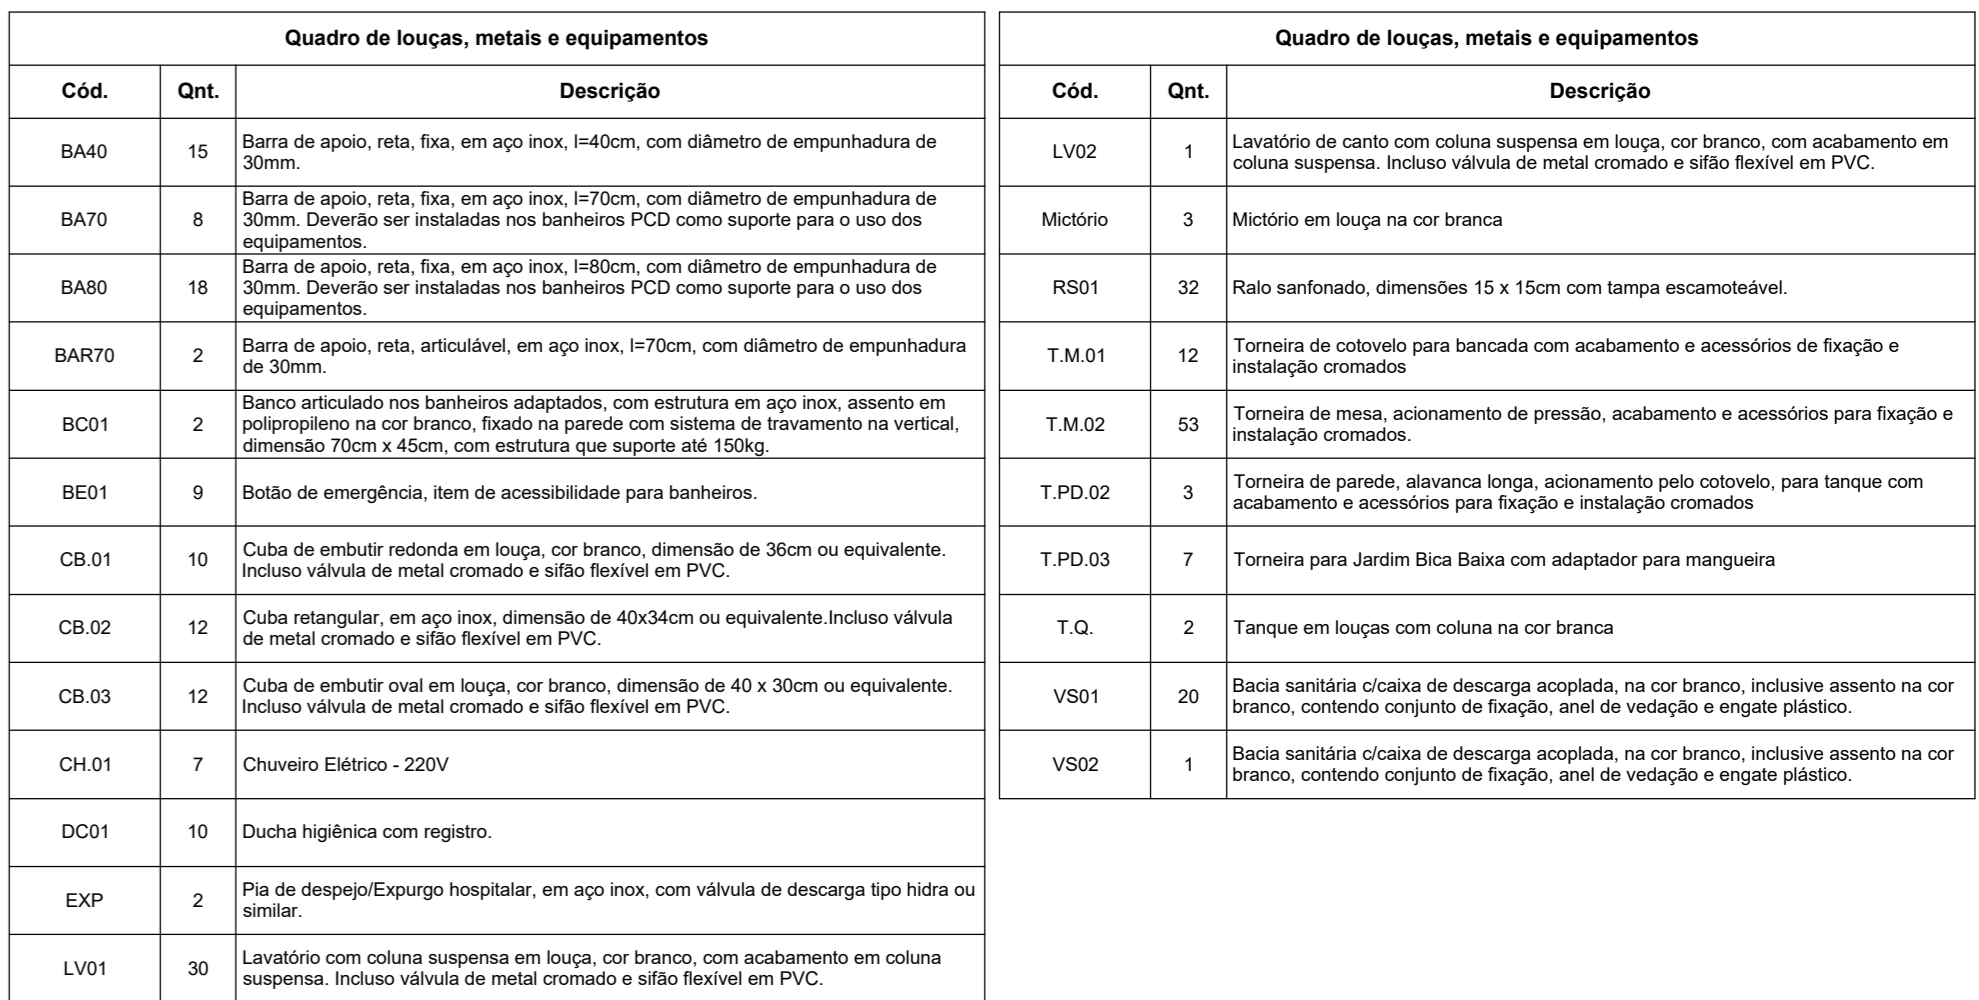 Quadro de louças, metais e equipamentos
Cód. Qnt. Descrição
BA40 15 Barra de apoio, reta, fixa, em aço inox, l=40cm, com diâmetro de empunhadura de
30mm.
BA70 8 Barra de apoio, reta, fixa, em aço inox, l=70cm, com diâmetro de empunhadura de
30mm. Deverão ser instaladas nos banheiros PCD como suporte para o uso dos
equipamentos.
BA80 18 Barra de apoio, reta, fixa, em aço inox, l=80cm, com diâmetro de empunhadura de
30mm. Deverão ser instaladas nos banheiros PCD como suporte para o uso dos
equipamentos.
BAR70 2 Barra de apoio, reta, articulável, em aço inox, l=70cm, com diâmetro de empunhadura
de 30mm.
BC01 2 Banco articulado nos banheiros adaptados, com estrutura em aço inox, assento em
polipropileno na cor branco, fixado na parede com sistema de travamento na vertical,
dimensão 70cm x 45cm, com estrutura que suporte até 150kg.
BE01 9 Botão de emergência, item de acessibilidade para banheiros.
CB.01 10 Cuba de embutir redonda em louça, cor branco, dimensão de 36cm ou equivalente.
Incluso válvula de metal cromado e sifão flexível em PVC.
CB.02 12 Cuba retangular, em aço inox, dimensão de 40x34cm ou equivalente.Incluso válvula
de metal cromado e sifão flexível em PVC.
CB.03 12 Cuba de embutir oval em louça, cor branco, dimensão de 40 x 30cm ou equivalente.
Incluso válvula de metal cromado e sifão flexível em PVC.
CH.01 7 Chuveiro Elétrico - 220V
DC01 10 Ducha higiênica com registro.
EXP 2 Pia de despejo/Expurgo hospitalar, em aço inox, com válvula de descarga tipo hidra ou
similar.
LV01 30 Lavatório com coluna suspensa em louça, cor branco, com acabamento em coluna
suspensa. Incluso válvula de metal cromado e sifão flexível em PVC.
Quadro de louças, metais e equipamentos
Cód. Qnt. Descrição
LV02 1 Lavatório de canto com coluna suspensa em louça, cor branco, com acabamento em
coluna suspensa. Incluso válvula de metal cromado e sifão flexível em PVC.
Mictório 3 Mictório em louça na cor branca
RS01 32 Ralo sanfonado, dimensões 15 x 15cm com tampa escamoteável.
T.M.01 12 Torneira de cotovelo para bancada com acabamento e acessórios de fixação e
instalação cromados
T.M.02 53 Torneira de mesa, acionamento de pressão, acabamento e acessórios para fixação e
instalação cromados.
T.PD.02 3 Torneira de parede, alavanca longa, acionamento pelo cotovelo, para tanque com
acabamento e acessórios para fixação e instalação cromados
T.PD.03 7 Torneira para Jardim Bica Baixa com adaptador para mangueira
T.Q. 2 Tanque em louças com coluna na cor branca
VS01 20 Bacia sanitária c/caixa de descarga acoplada, na cor branco, inclusive assento na cor
branco, contendo conjunto de fixação, anel de vedação e engate plástico.
VS02 1 Bacia sanitária c/caixa de descarga acoplada, na cor branco, inclusive assento na cor
branco, contendo conjunto de fixação, anel de vedação e engate plástico.